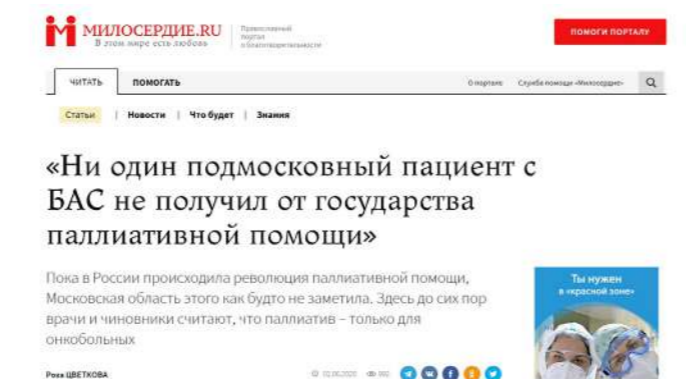 МИЛОСЕРДИЕ.RU
В этом мире есть любовь
Православный
портал
о благотворительности
ПОМОГИ ПОРТАЛУ
ЧИТАТЬ ПОМОГАТЬ О портале Служба помощи «Милосердие»
Статьи | Новости | Что будет | Знания
«Ни один подмосковный пациент с
БАС не получил от государства
паллиативной помощи»
Пока в России происходила революция паллиативной помощи,
Московская область этого как будто не заметила. Здесь до сих пор
врачи и чиновники считают, что паллиатив – только для
онкобольных
Ты нужен
в «красной зоне»
ЦВЕТКОВА